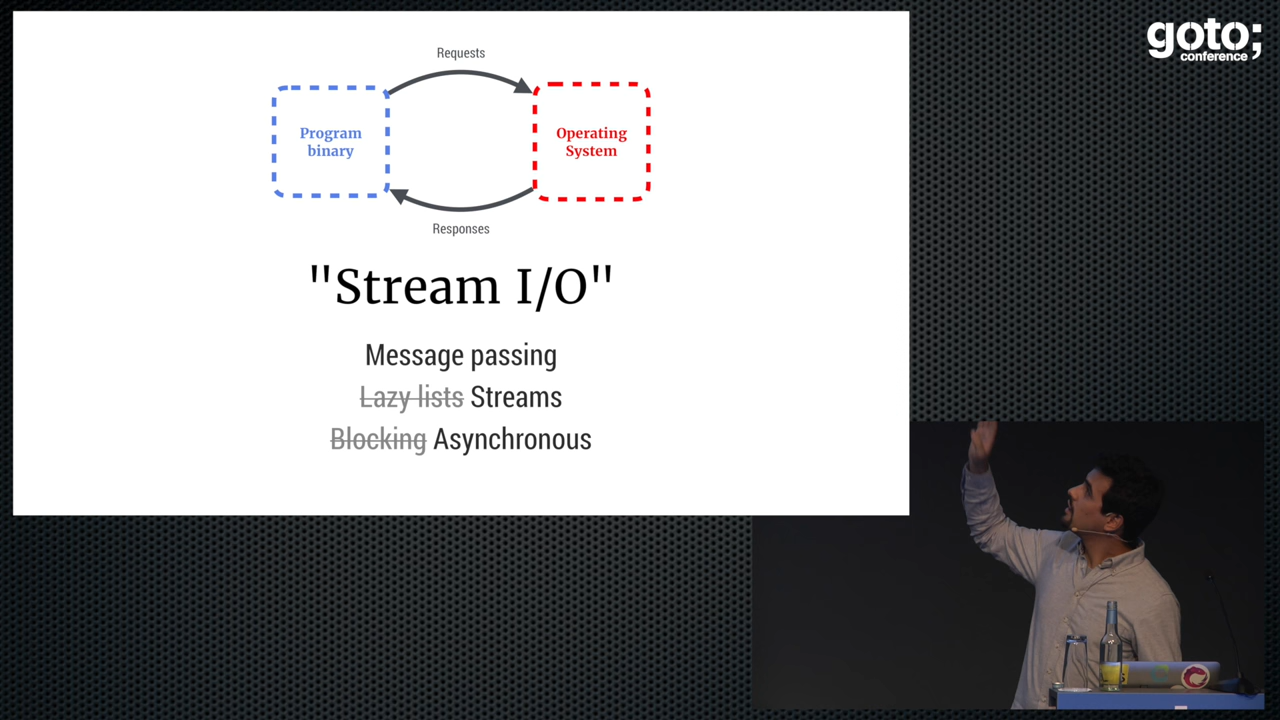 goto;
conference
Requests
Program
binary
Operating
System
Responses
"Stream I/O"
Message passing
Lazy lists Streams
Blocking Asynchronous